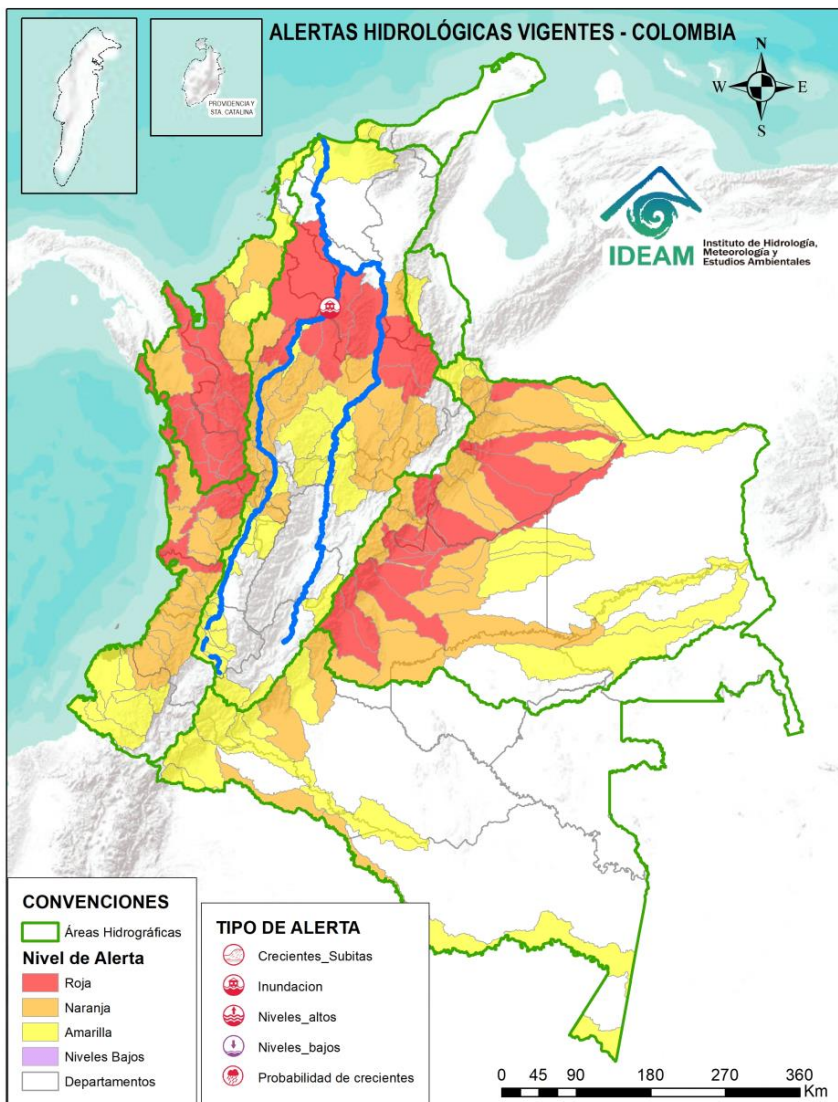 ALERTAS HIDROLÓGICAS VIGENTES - COLOMBIA
PROVIDENCIA Y
STA. CATALINA
N
W E
S
IDEAM
Instituto de Hidrología,
Meteorología y
Estudios Ambientales
CONVENCIONES
Áreas Hidrográficas
Nivel de Alerta
Roja
Naranja
Amarilla
Niveles Bajos
Departamentos
TIPO DE ALERTA
Crecientes_Subitas
Inundacion
Niveles_altos
Niveles_bajos
Probabilidad de crecientes
0 45 90 180 270 360
Km